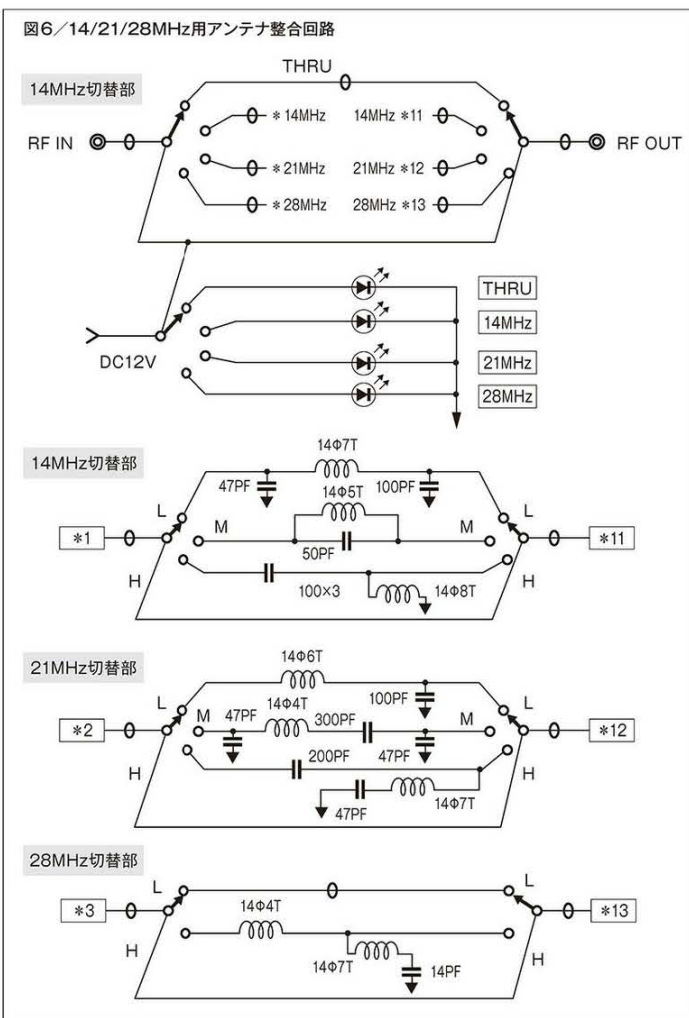 図6／14/21/28MHz用アンテナ整合回路
THRU
14MHz切替部
＊14MHz 14MHz ＊11
RF IN RF OUT
＊21MHz 21MHz ＊12
＊28MHz 28MHz ＊13
THRU
14MHz
DC12V
21MHz
28MHz
14MHz切替部
14Φ7T
47PF 100PF
14Φ5T
L L
M M
＊1 ＊11
50PF
H H
100×3 14Φ8T
21MHz切替部
14Φ6T
100PF
L L
14Φ4T
M 47PF 300PF M
＊2 ＊12
H 200PF 47PF H
14Φ7T
47PF
28MHz切替部
L L
＊3 14Φ4T ＊13
H H
14Φ7T 14PF